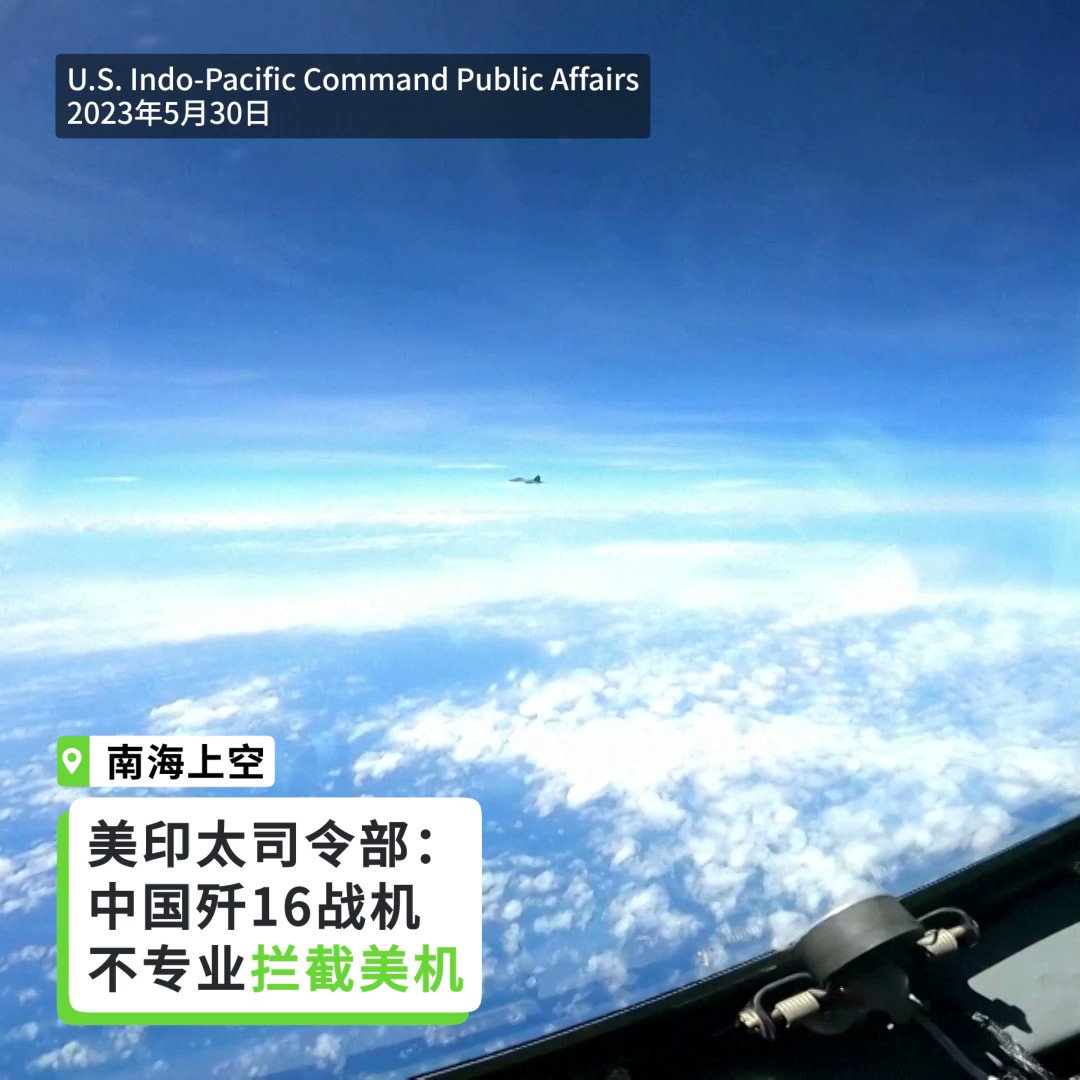 U.S. Indo-Pacific Command Public Affairs
2023年5月30日
南海上空
美印太司令部：
中国歼16战机
不专业拦截美机